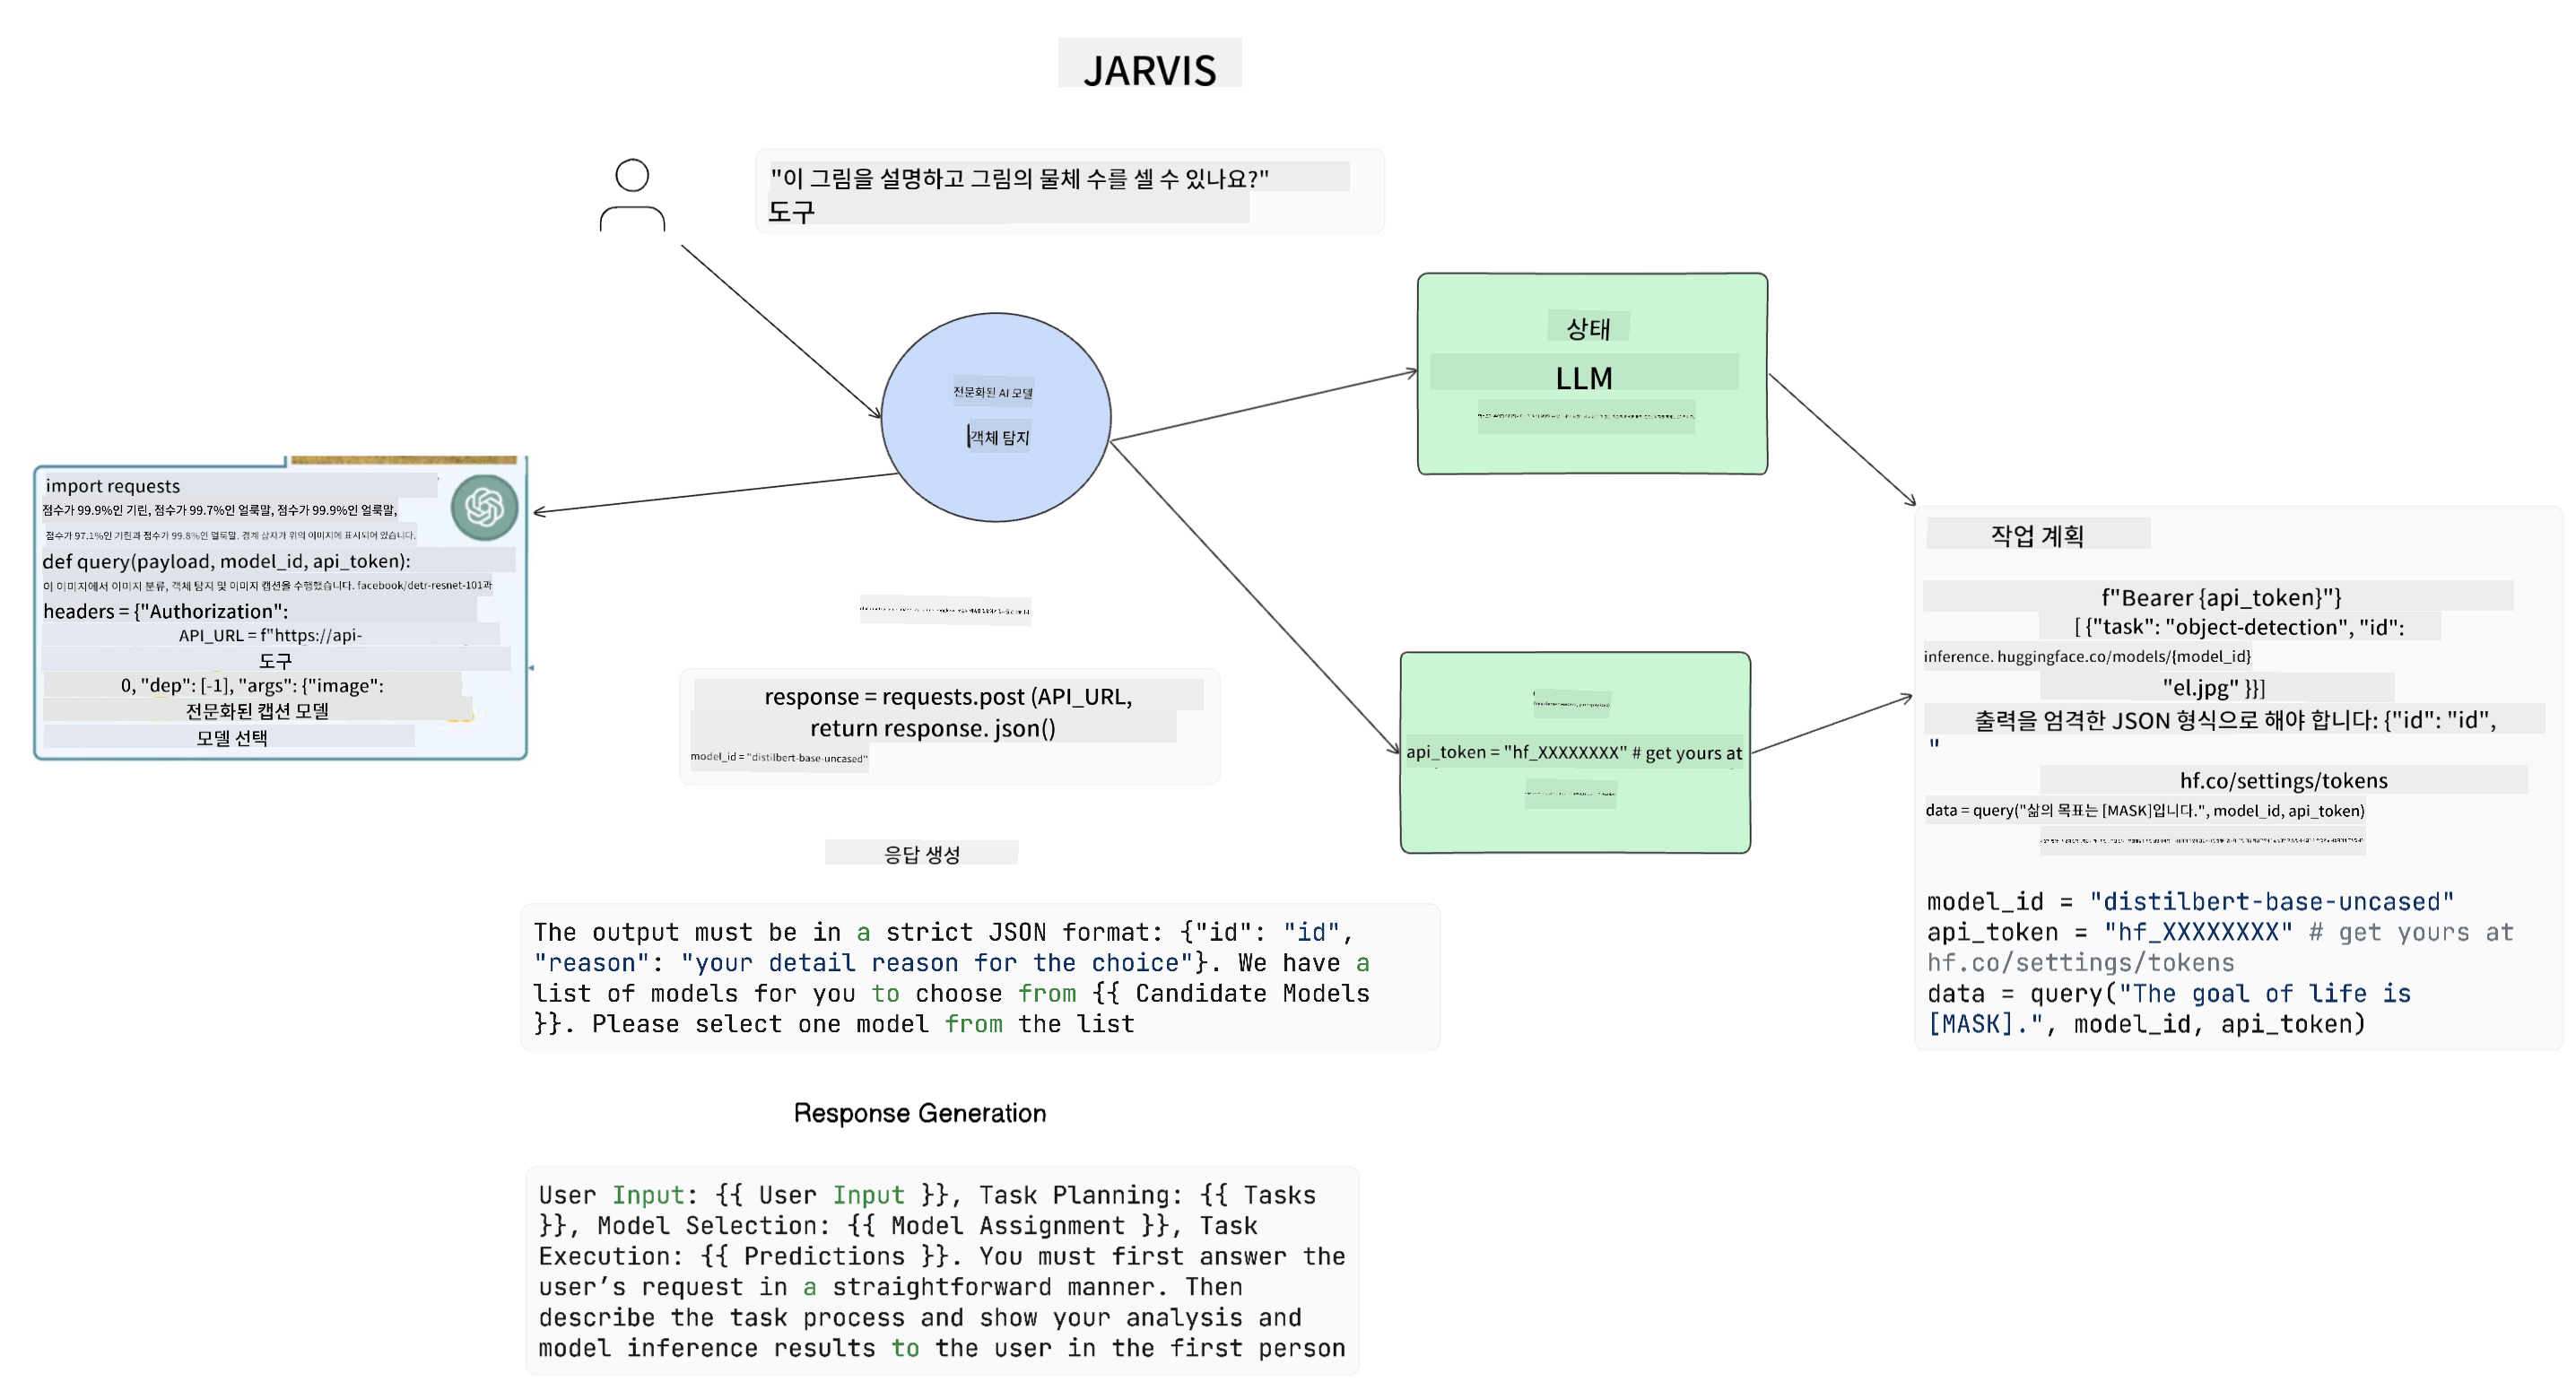 JARVIS
"이 그림을 설명하고 그림의 물체 수를 셀 수 있나요?"
도구
전문화된 AI 모델
객체 탐지
상태
LLM
import requests
점수가 99.9%인 기린, 점수가 99.7%인 얼룩말, 점수가 99.9%인 얼룩말,
점수가 97.1%인 기린과 점수가 99.8%인 얼룩말. 경계 상자가 위의 이미지에 표시되어 있습니다.
def query(payload, model_id, api_token):
이 이미지에서 이미지 분류, 객체 탐지 및 이미지 캡션을 수행했습니다. facebook/detr-resnet-101과
headers = {"Authorization":
API_URL = f"https://api-
도구
0, "dep": [-1], "args": {"image":
전문화된 캡션 모델
모델 선택
response = requests.post (API_URL,
return response. json()
model_id = "distilbert-base-uncased"
api_token = "hf_XXXXXXXX" # get yours at
작업 계획
f"Bearer {api_token}"}
[ {"task": "object-detection", "id":
inference. huggingface.co/models/{model_id}
"el.jpg" }}]
출력을 엄격한 JSON 형식으로 해야 합니다: {"id": "id",
"
hf.co/settings/tokens
data = query("삶의 목표는 [MASK]입니다.", model_id, api_token)
model_id = "distilbert-base-uncased"
api_token = "hf_XXXXXXXX" # get yours at
hf.co/settings/tokens
data = query("The goal of life is
[MASK].", model_id, api_token)
응답 생성
The output must be in a strict JSON format: {"id": "id",
"reason": "your detail reason for the choice"}. We have a
list of models for you to choose from {{ Candidate Models
}}. Please select one model from the list
Response Generation
User Input: {{ User Input }}, Task Planning: {{ Tasks
}}, Model Selection: {{ Model Assignment }}, Task
Execution: {{ Predictions }}. You must first answer the
user’s request in a straightforward manner. Then
describe the task process and show your analysis and
model inference results to the user in the first person